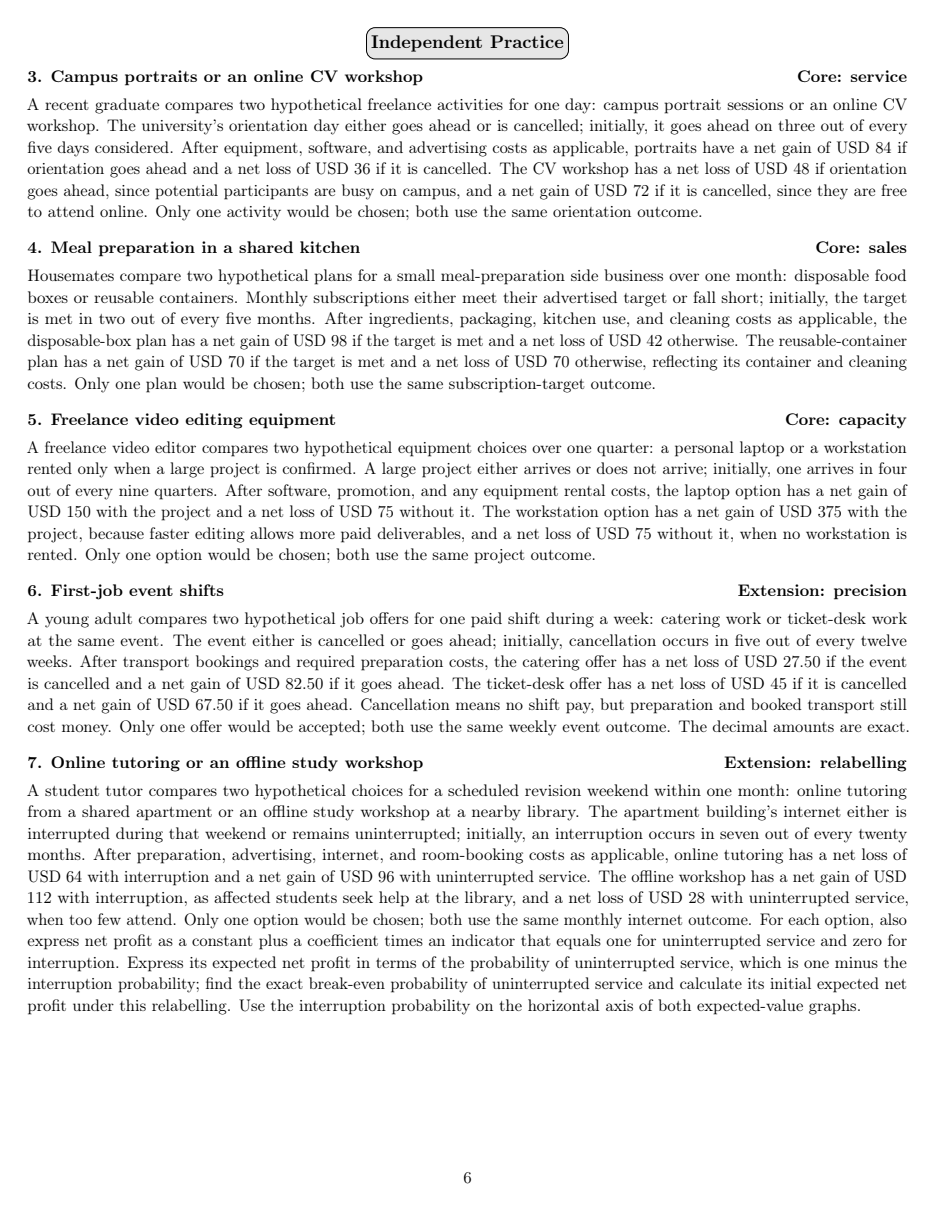 Independent Practice
3. Campus portraits or an online CV workshop Core: service
A recent graduate compares two hypothetical freelance activities for one day: campus portrait sessions or an online CV
workshop. The university's orientation day either goes ahead or is cancelled; initially, it goes ahead on three out of every
five days considered. After equipment, software, and advertising costs as applicable, portraits have a net gain of USD 84 if
orientation goes ahead and a net loss of USD 36 if it is cancelled. The CV workshop has a net loss of USD 48 if orientation
goes ahead, since potential participants are busy on campus, and a net gain of USD 72 if it is cancelled, since they are free
to attend online. Only one activity would be chosen; both use the same orientation outcome.
4. Meal preparation in a shared kitchen Core: sales
Housemates compare two hypothetical plans for a small meal-preparation side business over one month: disposable food
boxes or reusable containers. Monthly subscriptions either meet their advertised target or fall short; initially, the target
is met in two out of every five months. After ingredients, packaging, kitchen use, and cleaning costs as applicable, the
disposable-box plan has a net gain of USD 98 if the target is met and a net loss of USD 42 otherwise. The reusable-container
plan has a net gain of USD 70 if the target is met and a net loss of USD 70 otherwise, reflecting its container and cleaning
costs. Only one plan would be chosen; both use the same subscription-target outcome.
5. Freelance video editing equipment Core: capacity
A freelance video editor compares two hypothetical equipment choices over one quarter: a personal laptop or a workstation
rented only when a large project is confirmed. A large project either arrives or does not arrive; initially, one arrives in four
out of every nine quarters. After software, promotion, and any equipment rental costs, the laptop option has a net gain of
USD 150 with the project and a net loss of USD 75 without it. The workstation option has a net gain of USD 375 with the
project, because faster editing allows more paid deliverables, and a net loss of USD 75 without it, when no workstation is
rented. Only one option would be chosen; both use the same project outcome.
6. First-job event shifts Extension: precision
A young adult compares two hypothetical job offers for one paid shift during a week: catering work or ticket-desk work
at the same event. The event either is cancelled or goes ahead; initially, cancellation occurs in five out of every twelve
weeks. After transport bookings and required preparation costs, the catering offer has a net loss of USD 27.50 if the event
is cancelled and a net gain of USD 82.50 if it goes ahead. The ticket-desk offer has a net loss of USD 45 if it is cancelled
and a net gain of USD 67.50 if it goes ahead. Cancellation means no shift pay, but preparation and booked transport still
cost money. Only one offer would be accepted; both use the same weekly event outcome. The decimal amounts are exact.
7. Online tutoring or an offline study workshop Extension: relabelling
A student tutor compares two hypothetical choices for a scheduled revision weekend within one month: online tutoring
from a shared apartment or an offline study workshop at a nearby library. The apartment building's internet either is
interrupted during that weekend or remains uninterrupted; initially, an interruption occurs in seven out of every twenty
months. After preparation, advertising, internet, and room-booking costs as applicable, online tutoring has a net loss of
USD 64 with interruption and a net gain of USD 96 with uninterrupted service. The offline workshop has a net gain of USD
112 with interruption, as affected students seek help at the library, and a net loss of USD 28 with uninterrupted service,
when too few attend. Only one option would be chosen; both use the same monthly internet outcome. For each option, also
express net profit as a constant plus a coefficient times an indicator that equals one for uninterrupted service and zero for
interruption. Express its expected net profit in terms of the probability of uninterrupted service, which is one minus the
interruption probability; find the exact break-even probability of uninterrupted service and calculate its initial expected net
profit under this relabelling. Use the interruption probability on the horizontal axis of both expected-value graphs.
6